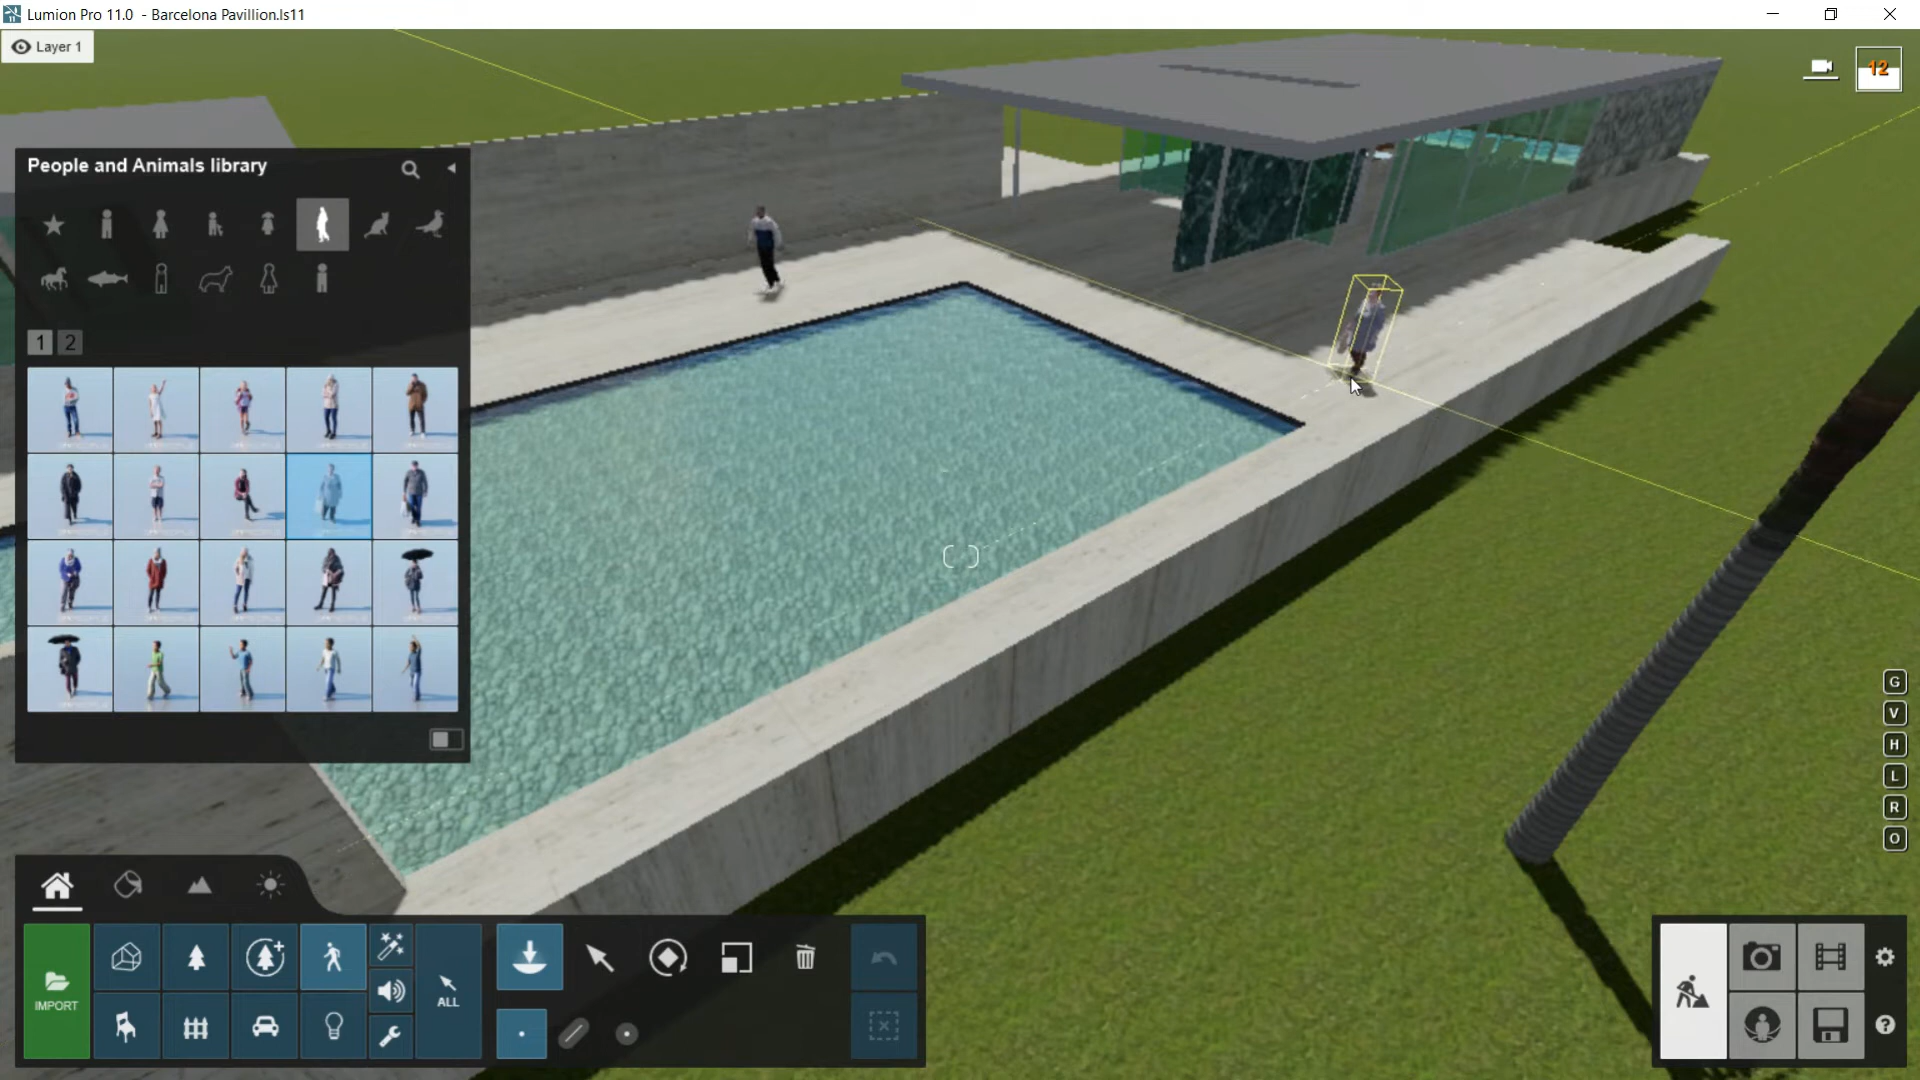 Lumion Pro 11.0 - Barcelona Pavillion.ls11
Layer 1
12
People and Animals library
1 2
G
V
H
L
R
O
IMPORT
ALL
?